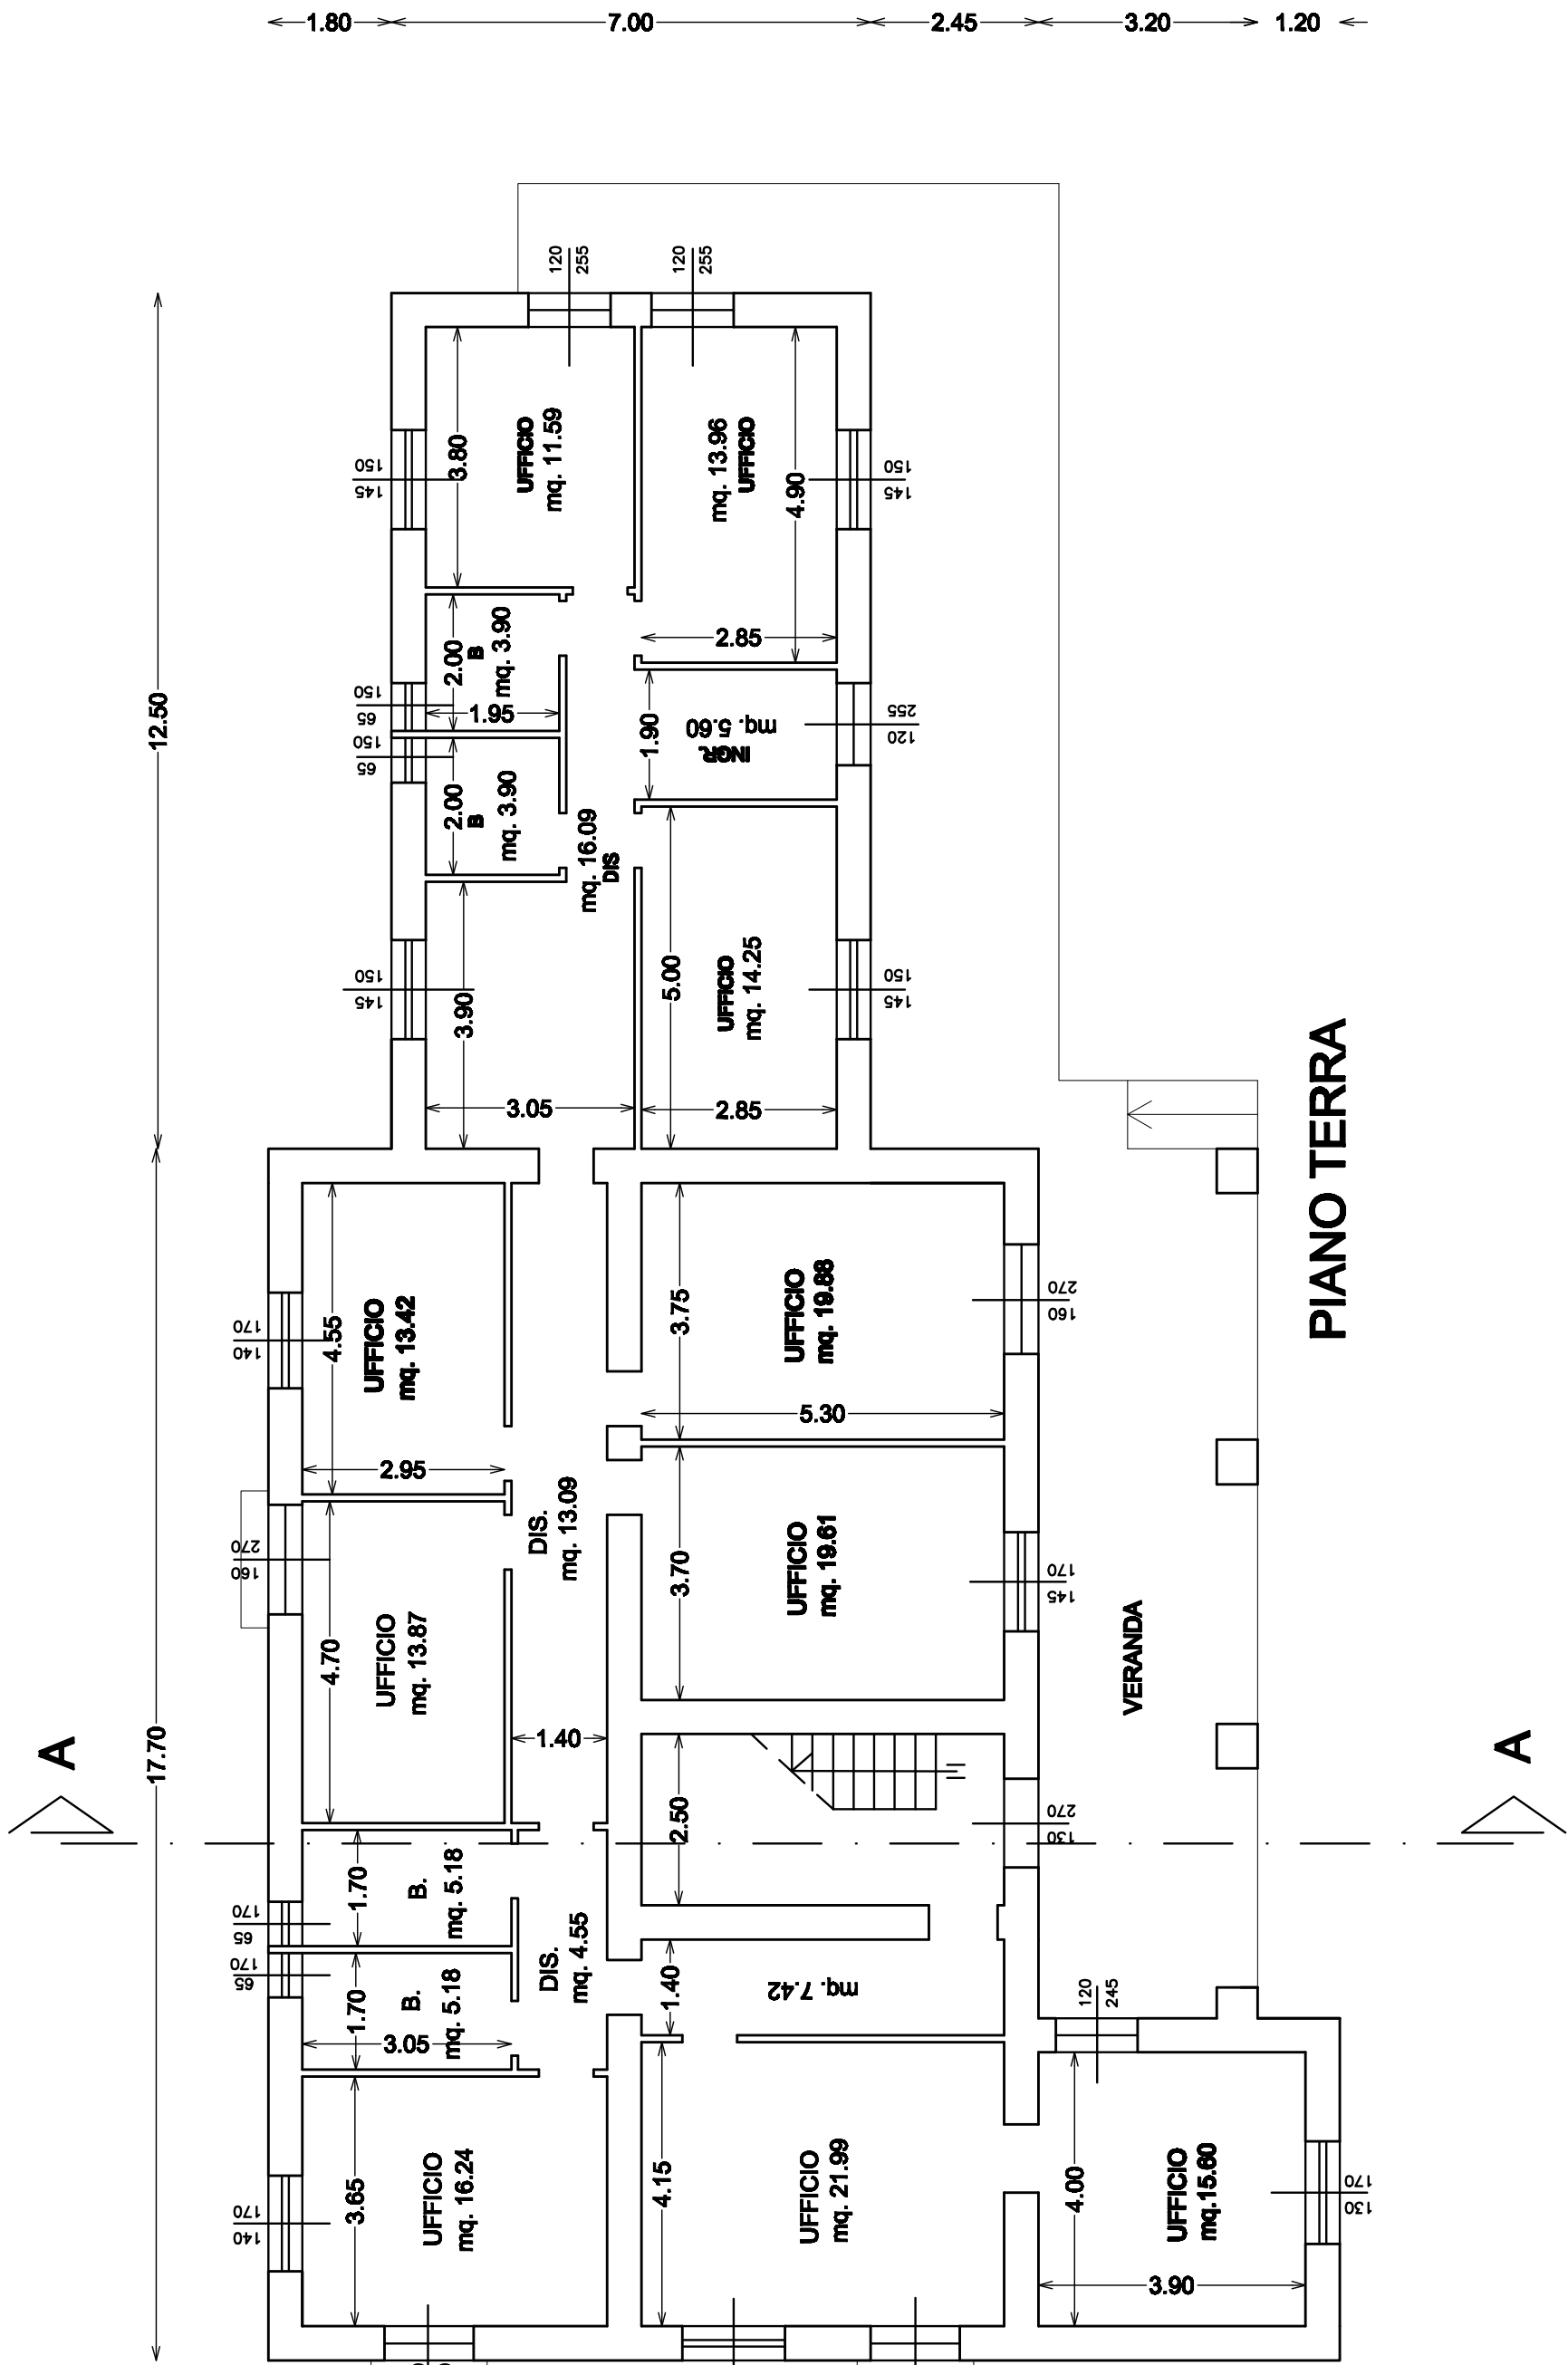 1.80
7.00
2.45
3.20
1.20
120
255
120
255
12.50
150
145
3.80
UFFICIO
mq. 11.59
mq. 13.96
UFFICIO
4.90
150
145
2.00
B
mq. 3.90
1.95
150
65
150
65
2.85
1.90
INGR.
mq. 5.60
255
120
2.00
B
mq. 3.90
mq. 16.09
DIS
150
145
3.90
3.05
5.00
UFFICIO
mq. 14.25
2.85
150
145
PIANO TERRA
17.70
170
140
4.55
UFFICIO
mq. 13.42
2.95
3.75
UFFICIO
mq. 19.88
5.30
270
160
270
160
4.70
UFFICIO
mq. 13.87
DIS.
mq. 13.09
1.40
3.70
UFFICIO
mq. 19.61
170
145
VERANDA
A
A
2.50
270
130
1.70
B.
mq. 5.18
170
65
170
65
1.70
B.
mq. 5.18
3.05
DIS.
mq. 4.55
1.40
mq. 7.42
120
245
170
140
3.65
UFFICIO
mq. 16.24
4.15
UFFICIO
mq. 21.99
4.00
UFFICIO
mq.15.60
3.90
170
130